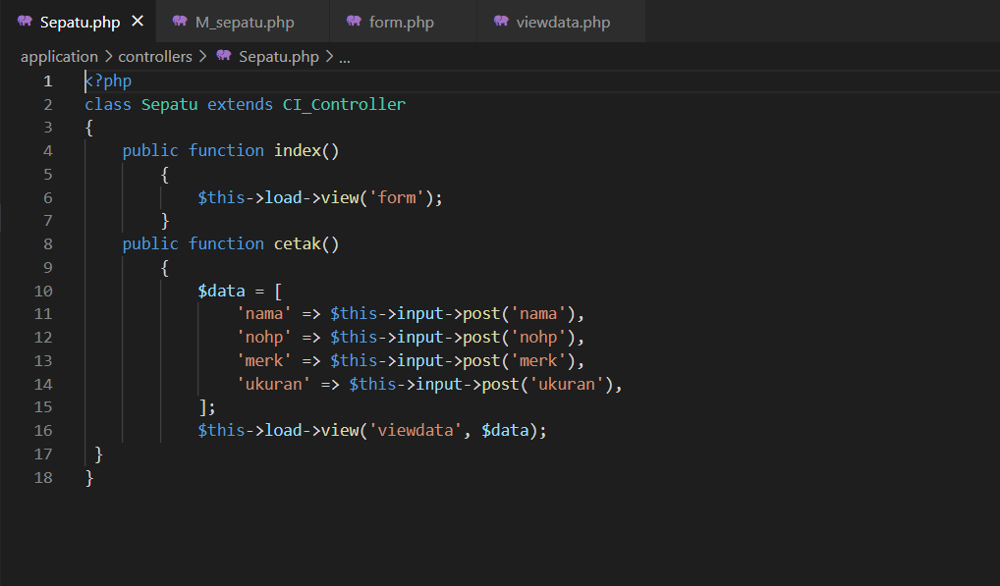 Sepatu.php × M_sepatu.php form.php viewdata.php
application > controllers > Sepatu.php > ...
1 <?php
2 class Sepatu extends CI_Controller
3 {
4     public function index()
5         {
6             $this->load->view('form');
7         }
8     public function cetak()
9         {
10             $data = [
11                 'nama' => $this->input->post('nama'),
12                 'nohp' => $this->input->post('nohp'),
13                 'merk' => $this->input->post('merk'),
14                 'ukuran' => $this->input->post('ukuran'),
15             ];
16             $this->load->view('viewdata', $data);
17  }
18 }